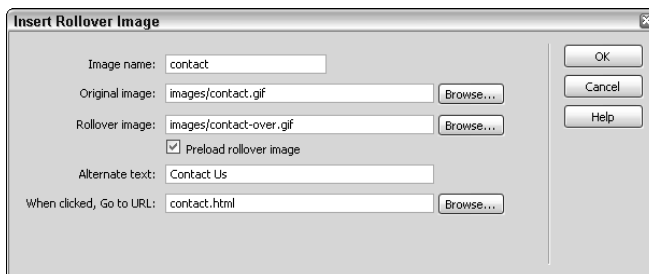 Insert Rollover Image
Image name: contact
OK
Original image: images/contact.gif Browse...
Cancel
Rollover image: images/contact-over.gif Browse...
Help
Preload rollover image
Alternate text: Contact Us
When clicked, Go to URL: contact.html Browse...